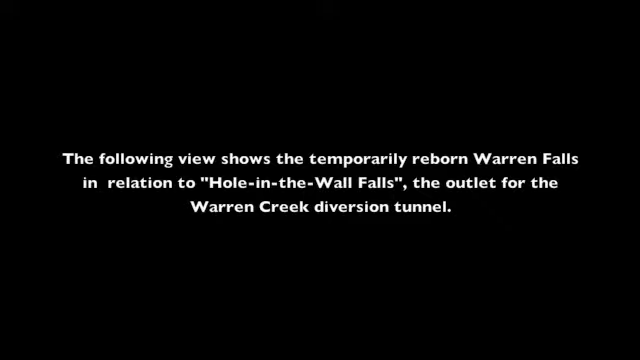 The following view shows the temporarily reborn Warren Falls
in relation to "Hole-in-the-Wall Falls", the outlet for the
Warren Creek diversion tunnel.